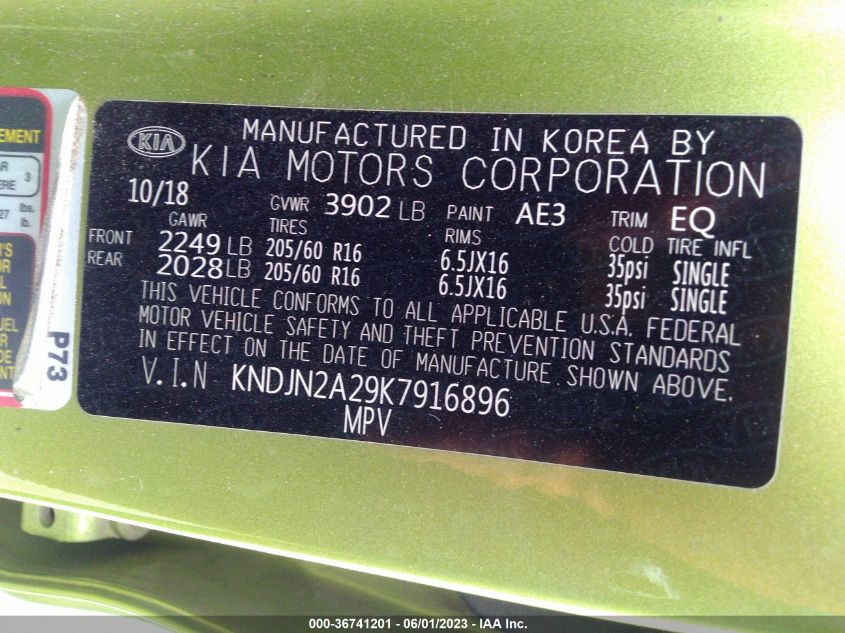 KIA
MANUFACTURED IN KOREA BY
KIA MOTORS CORPORATION
10/18 GVWR 3902 LB PAINT AE3 TRIM EQ
GAWR TIRES RIMS COLD TIRE INFL
FRONT 2249 LB 205/60 R16 6.5JX16 35psi SINGLE
REAR 2028 LB 205/60 R16 6.5JX16 35psi SINGLE
THIS VEHICLE CONFORMS TO ALL APPLICABLE U.S.A. FEDERAL
MOTOR VEHICLE SAFETY AND THEFT PREVENTION STANDARDS
IN EFFECT ON THE DATE OF MANUFACTURE SHOWN ABOVE.
V.I.N KNDJN2A29K7916896
MPV
3
lbs.
lb.
P73
000-36741201 - 06/01/2023 - IAA Inc.